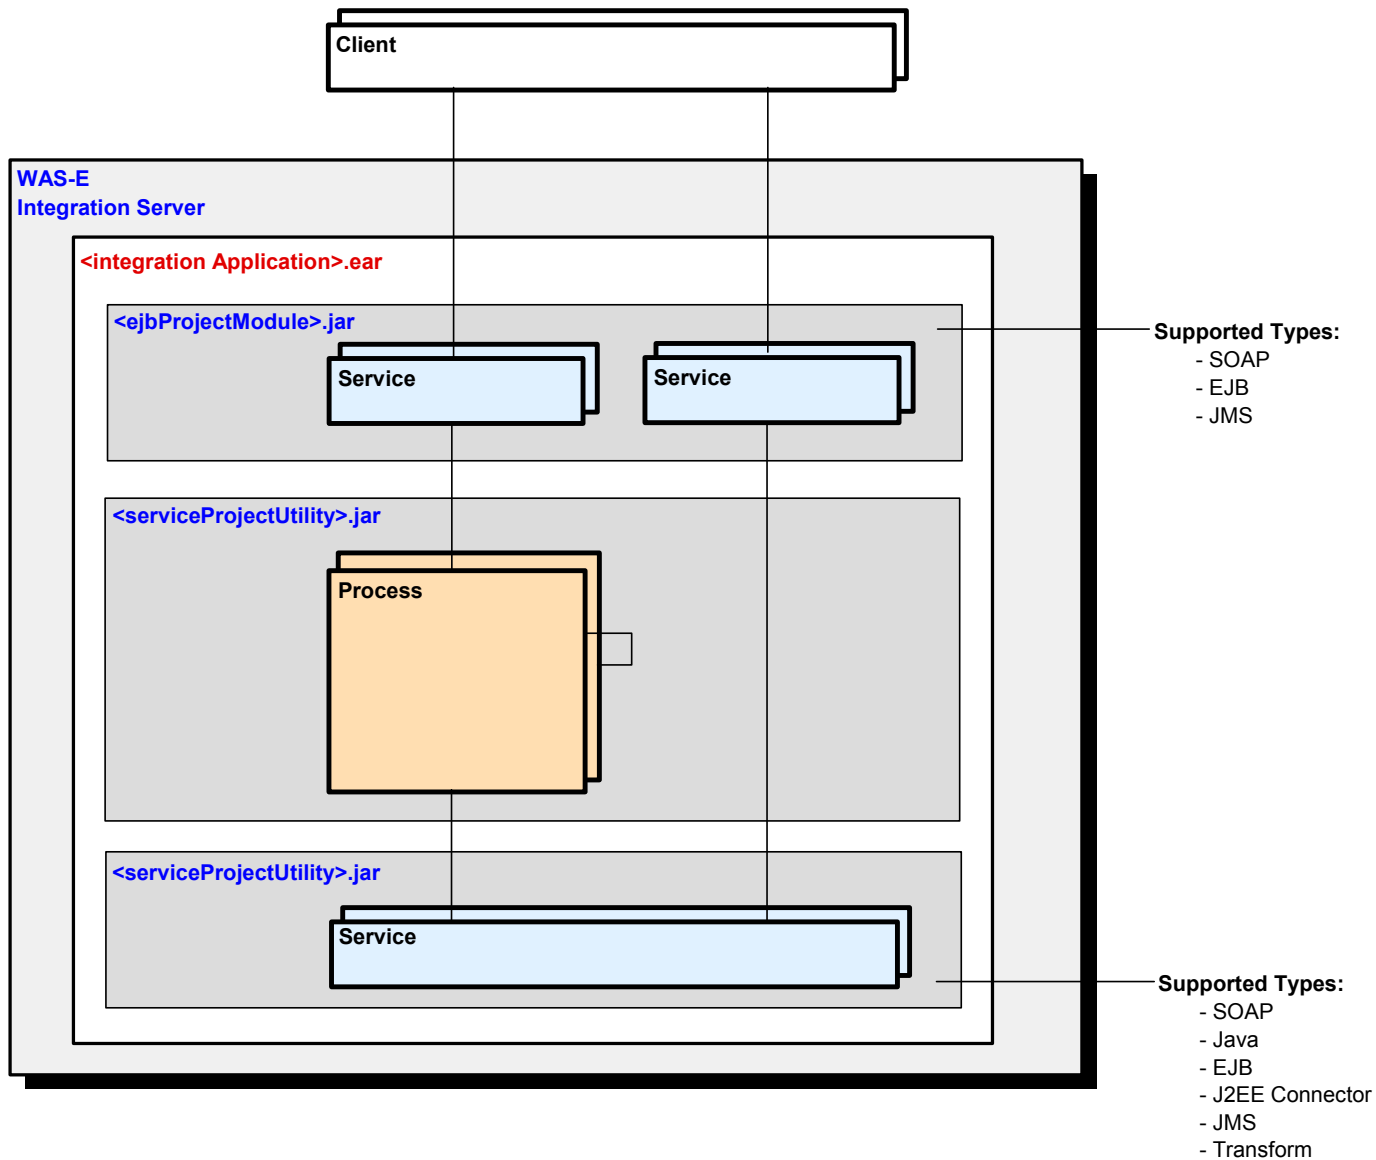 Client
WAS-E
Integration Server
<integration Application>.ear
<ejbProjectModule>.jar
Service
Service
Supported Types:
- SOAP
- EJB
- JMS
<serviceProjectUtility>.jar
Process
<serviceProjectUtility>.jar
Service
Supported Types:
- SOAP
- Java
- EJB
- J2EE Connector
- JMS
- Transform